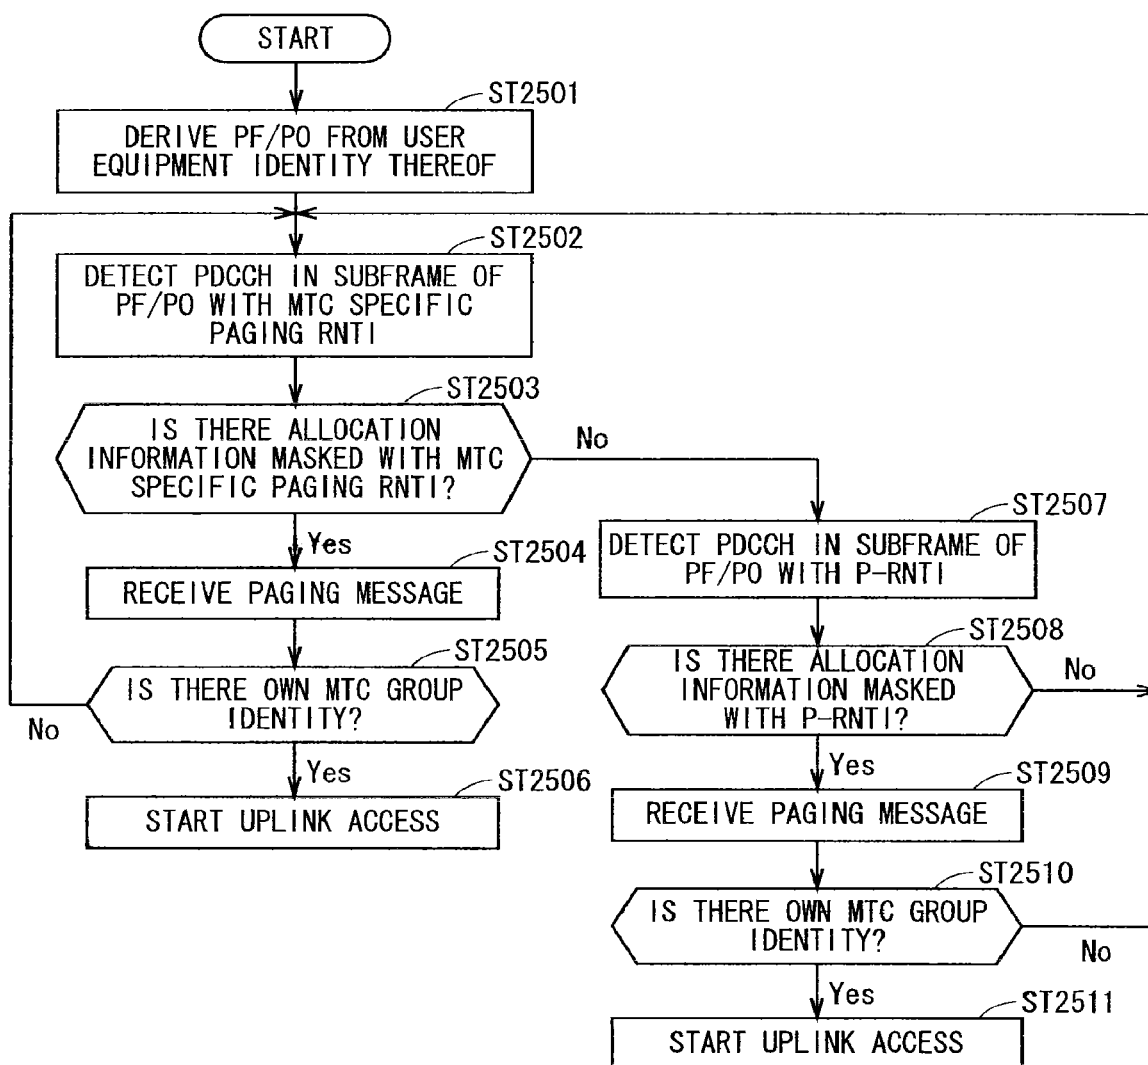 START
ST2501
DERIVE PF/PO FROM USER
EQUIPMENT IDENTITY THEREOF
ST2502
DETECT PDCCH IN SUBFRAME OF
PF/PO WITH MTC SPECIFIC
PAGING RNTI
ST2503
IS THERE ALLOCATION
INFORMATION MASKED WITH MTC
SPECIFIC PAGING RNTI?
No
Yes
ST2504
RECEIVE PAGING MESSAGE
ST2505
IS THERE OWN MTC GROUP
IDENTITY?
No
Yes
ST2506
START UPLINK ACCESS
ST2507
DETECT PDCCH IN SUBFRAME OF
PF/PO WITH P-RNTI
ST2508
IS THERE ALLOCATION
INFORMATION MASKED
WITH P-RNTI?
No
Yes
ST2509
RECEIVE PAGING MESSAGE
ST2510
IS THERE OWN MTC GROUP
IDENTITY?
No
Yes
ST2511
START UPLINK ACCESS